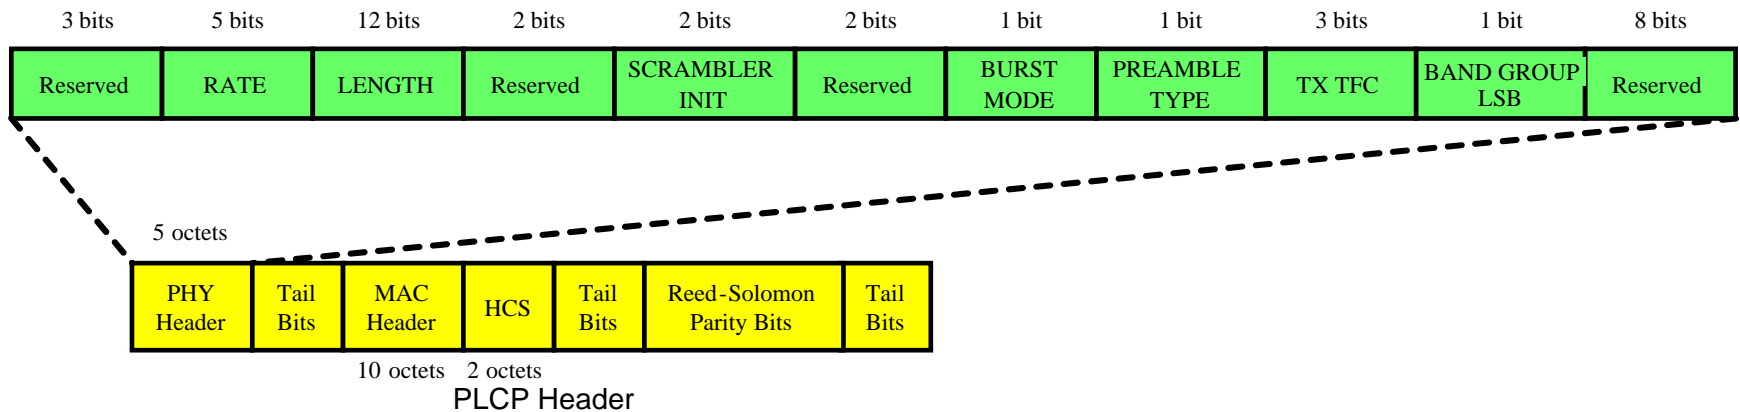 3 bits 5 bits 12 bits 2 bits 2 bits 2 bits 1 bit 1 bit 3 bits 1 bit 8 bits
Reserved RATE LENGTH Reserved SCRAMBLER INIT Reserved BURST MODE PREAMBLE TYPE TX TFC BAND GROUP LSB Reserved
5 octets
PHY Header Tail Bits MAC Header HCS Tail Bits Reed-Solomon Parity Bits Tail Bits
10 octets 2 octets
PLCP Header